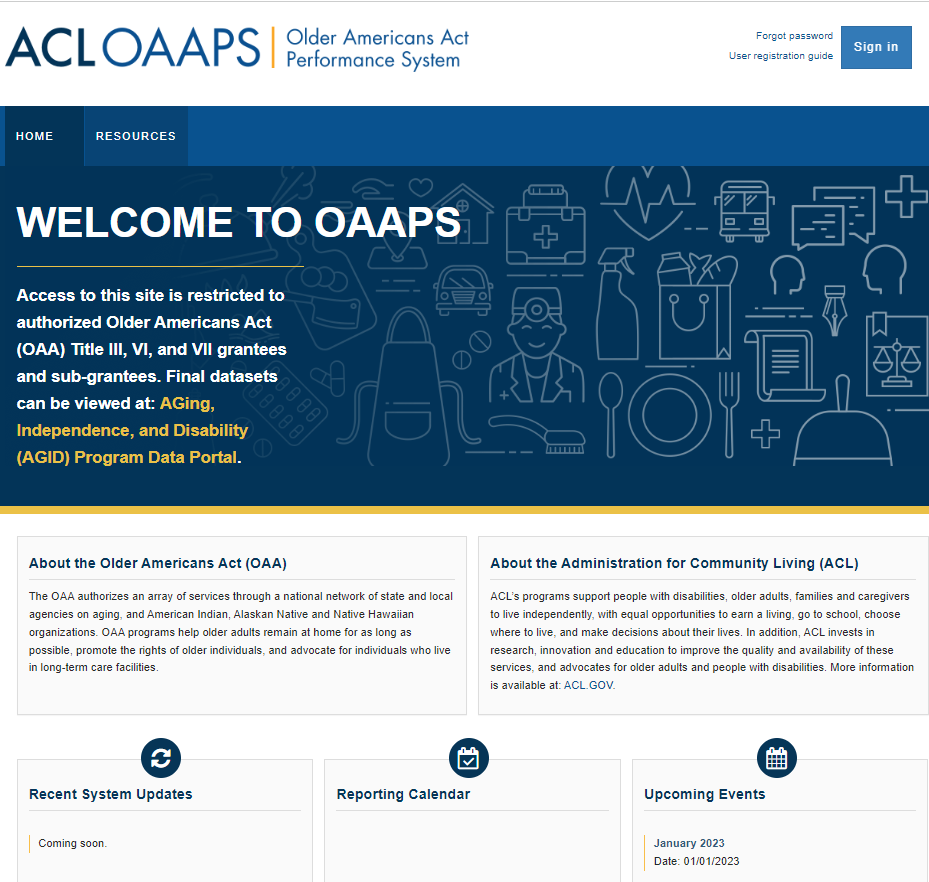 ACL OAAPS
Older Americans Act
Performance System
Forgot password
User registration guide
Sign in
HOME
RESOURCES
WELCOME TO OAAPS
Access to this site is restricted to
authorized Older Americans Act
(OAA) Title III, VI, and VII grantees
and sub-grantees. Final datasets
can be viewed at: AGing,
Independence, and Disability
(AGID) Program Data Portal.
About the Older Americans Act (OAA)
The OAA authorizes an array of services through a national network of state and local
agencies on aging, and American Indian, Alaskan Native and Native Hawaiian
organizations. OAA programs help older adults remain at home for as long as
possible, promote the rights of older individuals, and advocate for individuals who live
in long-term care facilities.
About the Administration for Community Living (ACL)
ACL's programs support people with disabilities, older adults, families and caregivers
to live independently, with equal opportunities to earn a living, go to school, choose
where to live, and make decisions about their lives. In addition, ACL invests in
research, innovation and education to improve the quality and availability of these
services, and advocates for older adults and people with disabilities. More information
is available at: ACL.GOV.
Recent System Updates
Coming soon.
Reporting Calendar
Upcoming Events
January 2023
Date: 01/01/2023